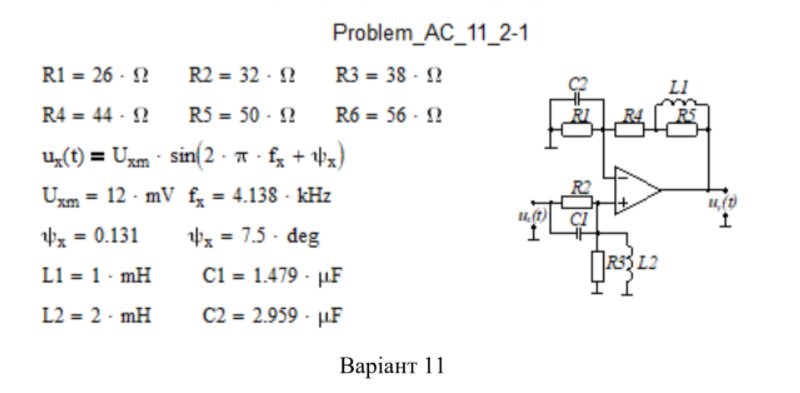 Problem_AC_11_2-1
R1 = 26 · Ω R2 = 32 · Ω R3 = 38 · Ω
R4 = 44 · Ω R5 = 50 · Ω R6 = 56 · Ω
uₓ(t) = Uₓₘ · sin(2 · π · fₓ + ψₓ)
Uₓₘ = 12 · mV fₓ = 4.138 · kHz
ψₓ = 0.131 ψₓ = 7.5 · deg
L1 = 1 · mH C1 = 1.479 · μF
L2 = 2 · mH C2 = 2.959 · μF
C2
L1
R1 R4 R5
R2
C1
R3 L2
Варіант 11